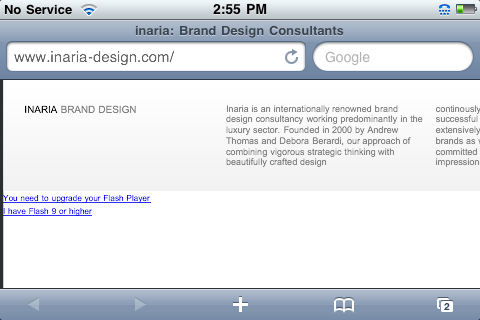 No Service 2:55 PM
inaria: Brand Design Consultants
www.inaria-design.com/ Google
INARIA BRAND DESIGN
Inaria is an internationally renowned brand
design consultancy working predominantly in the
luxury sector. Founded in 2000 by Andrew
Thomas and Debora Berardi, our approach of
combining vigorous strategic thinking with
beautifully crafted design
continously
successful
extensively
brands as
committed
impression
You need to upgrade your Flash Player
I have Flash 9 or higher
2